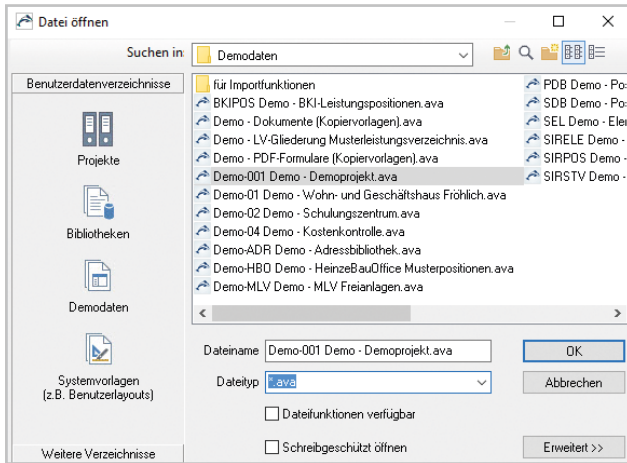 Datei öffnen
Suchen in:
Demodaten
Benutzerdatenverzeichnisse
Projekte
Bibliotheken
Demodaten
Systemvorlagen
(z.B. Benutzerlayouts)
Weitere Verzeichnisse
für Importfunktionen
BKIPOS Demo - BKI-Leistungspositionen.ava
Demo - Dokumente (Kopiervorlagen).ava
Demo - LV-Gliederung Musterleistungsverzeichnis.ava
Demo - PDF-Formulare (Kopiervorlagen).ava
Demo-001 Demo - Demoprojekt.ava
Demo-01 Demo - Wohn- und Geschäftshaus Fröhlich.ava
Demo-02 Demo - Schulungszentrum.ava
Demo-04 Demo - Kostenkontrolle.ava
Demo-ADR Demo - Adressbibliothek.ava
Demo-HBO Demo - HeinzeBauOffice Musterpositionen.ava
Demo-MLV Demo - MLV Freianlagen.ava
PDB Demo - Po
SDB Demo - Po
SEL Demo - Ele
SIRELE Demo -
SIRPOS Demo -
SIRSTV Demo -
Dateiname
Demo-001 Demo - Demoprojekt.ava
OK
Dateityp
*.ava
Abbrechen
Dateifunktionen verfügbar
Schreibgeschützt öffnen
Erweitert >>